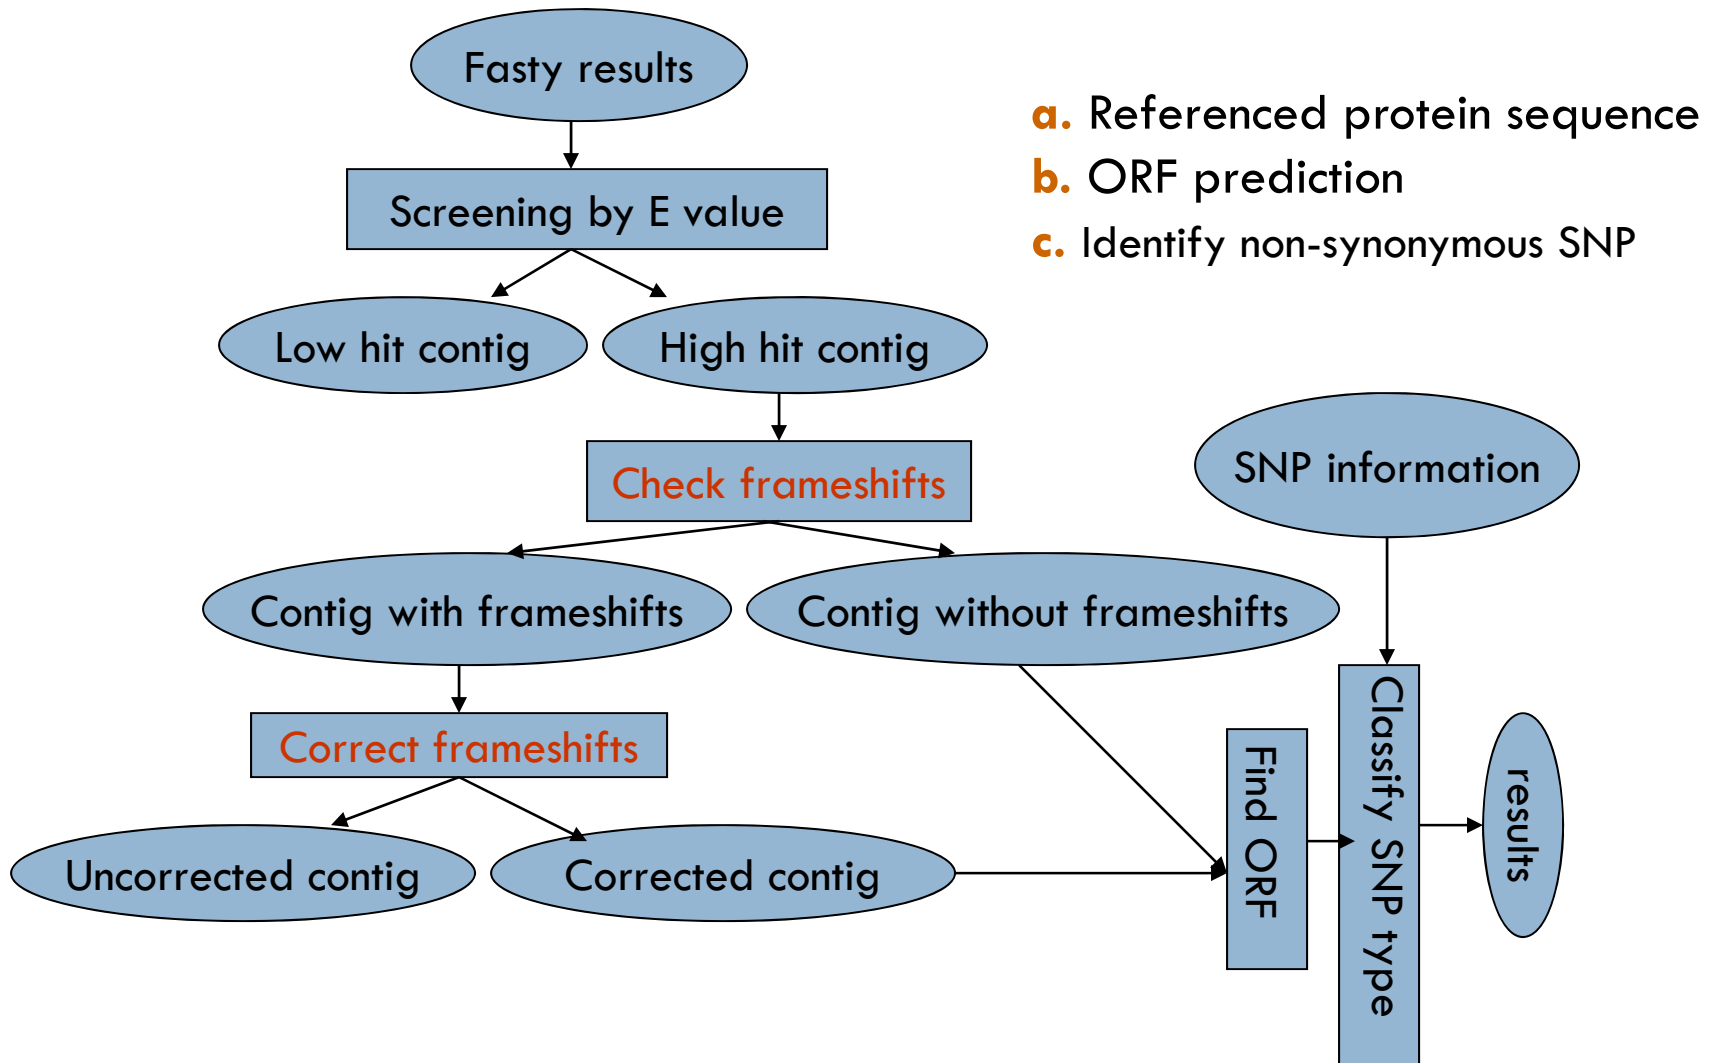 Fasty results
a. Referenced protein sequence
b. ORF prediction
Screening by E value
c. Identify non-synonymous SNP
Low hit contig
High hit contig
Check frameshifts
SNP information
Contig with frameshifts
Contig without frameshifts
Correct frameshifts
Uncorrected contig
Corrected contig
Find ORF
Classify SNP type
results